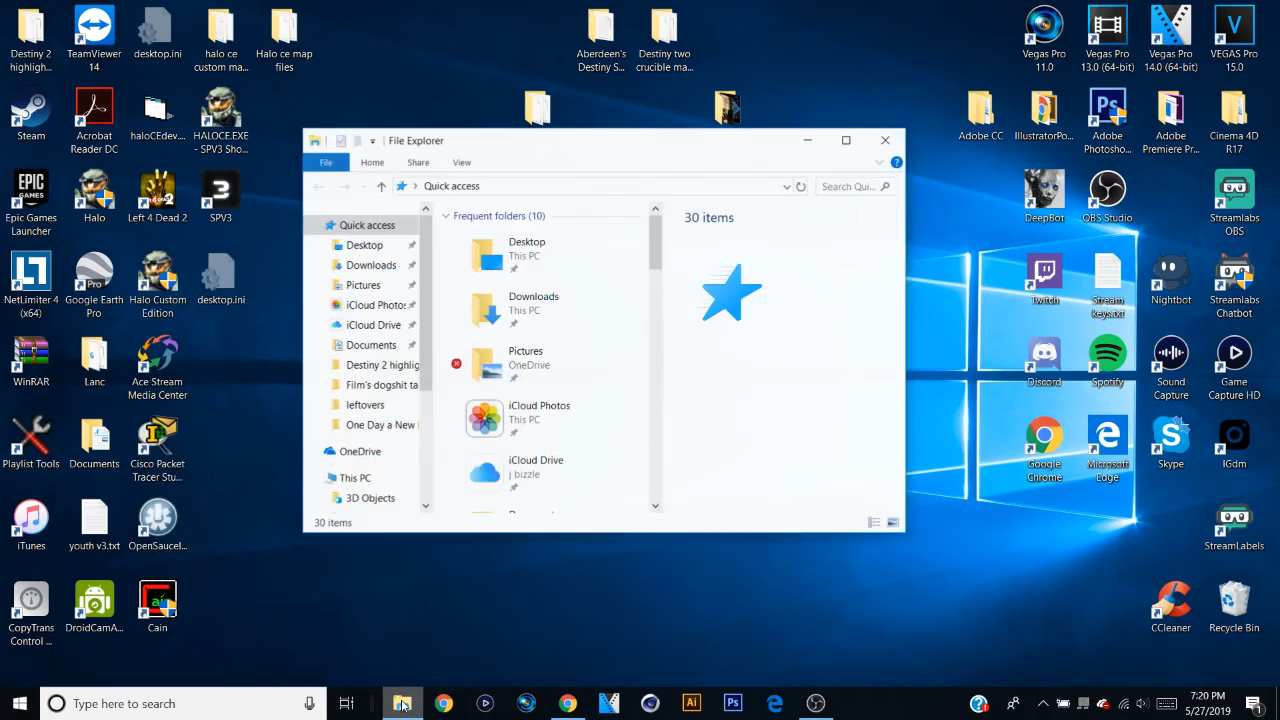 Destiny 2
highligh...
TeamViewer
14
desktop.ini
halo ce
custom ma...
Halo ce map
files
Aberdeen's
Destiny S...
Destiny two
crucible ma...
Vegas Pro
11.0
Vegas Pro
13.0 (64-bit)
Vegas Pro
14.0 (64-bit)
VEGAS Pro
15.0
Steam
Acrobat
Reader DC
haloCEdev...
HALOCE.EXE
- SPV3 Sho...
Adobe CC
IllustratorPo...
Adobe
Photosho...
Adobe
Premiere Pr...
Cinema 4D
R17
Epic Games
Launcher
Halo
Left 4 Dead 2
SPV3
DeepBot
OBS Studio
Streamlabs
OBS
NetLimiter 4
(x64)
Google Earth
Pro
Halo Custom
Edition
desktop.ini
Twitch
Stream
keys.txt
Nightbot
Streamlabs
Chatbot
WinRAR
Lanc
Ace Stream
Media Center
Discord
Spotify
Sound
Capture
Game
Capture HD
Playlist Tools
Documents
Cisco Packet
Tracer Stu...
Google
Chrome
Microsoft
Edge
Skype
IGdm
iTunes
youth v3.txt
OpenSauceI...
StreamLabels
CopyTrans
Control ...
DroidCamA...
Cain
CCleaner
Recycle Bin
File Explorer
File
Home
Share
View
Quick access
Search Qui...
Quick access
Desktop
Downloads
Pictures
iCloud Photos
iCloud Drive
Documents
Destiny 2 highlig
Film's dogshit ta
leftovers
One Day a New
OneDrive
This PC
3D Objects
Frequent folders (10)
Desktop
This PC
Downloads
This PC
Pictures
OneDrive
iCloud Photos
This PC
iCloud Drive
j bizzle
30 items
30 items
Type here to search
7:20 PM
5/27/2019